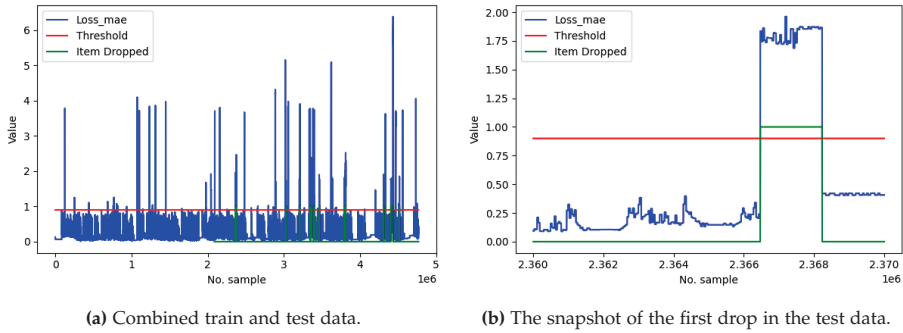 Loss_mae
Threshold
Item Dropped
6
5
4
3
2
1
0
Value
0
1
2
3
4
5
1e6
No. sample
(a) Combined train and test data.
Loss_mae
Threshold
Item Dropped
2.00
1.75
1.50
1.25
1.00
0.75
0.50
0.25
0.00
Value
2.360
2.362
2.364
2.366
2.368
2.370
1e6
No. sample
(b) The snapshot of the first drop in the test data.